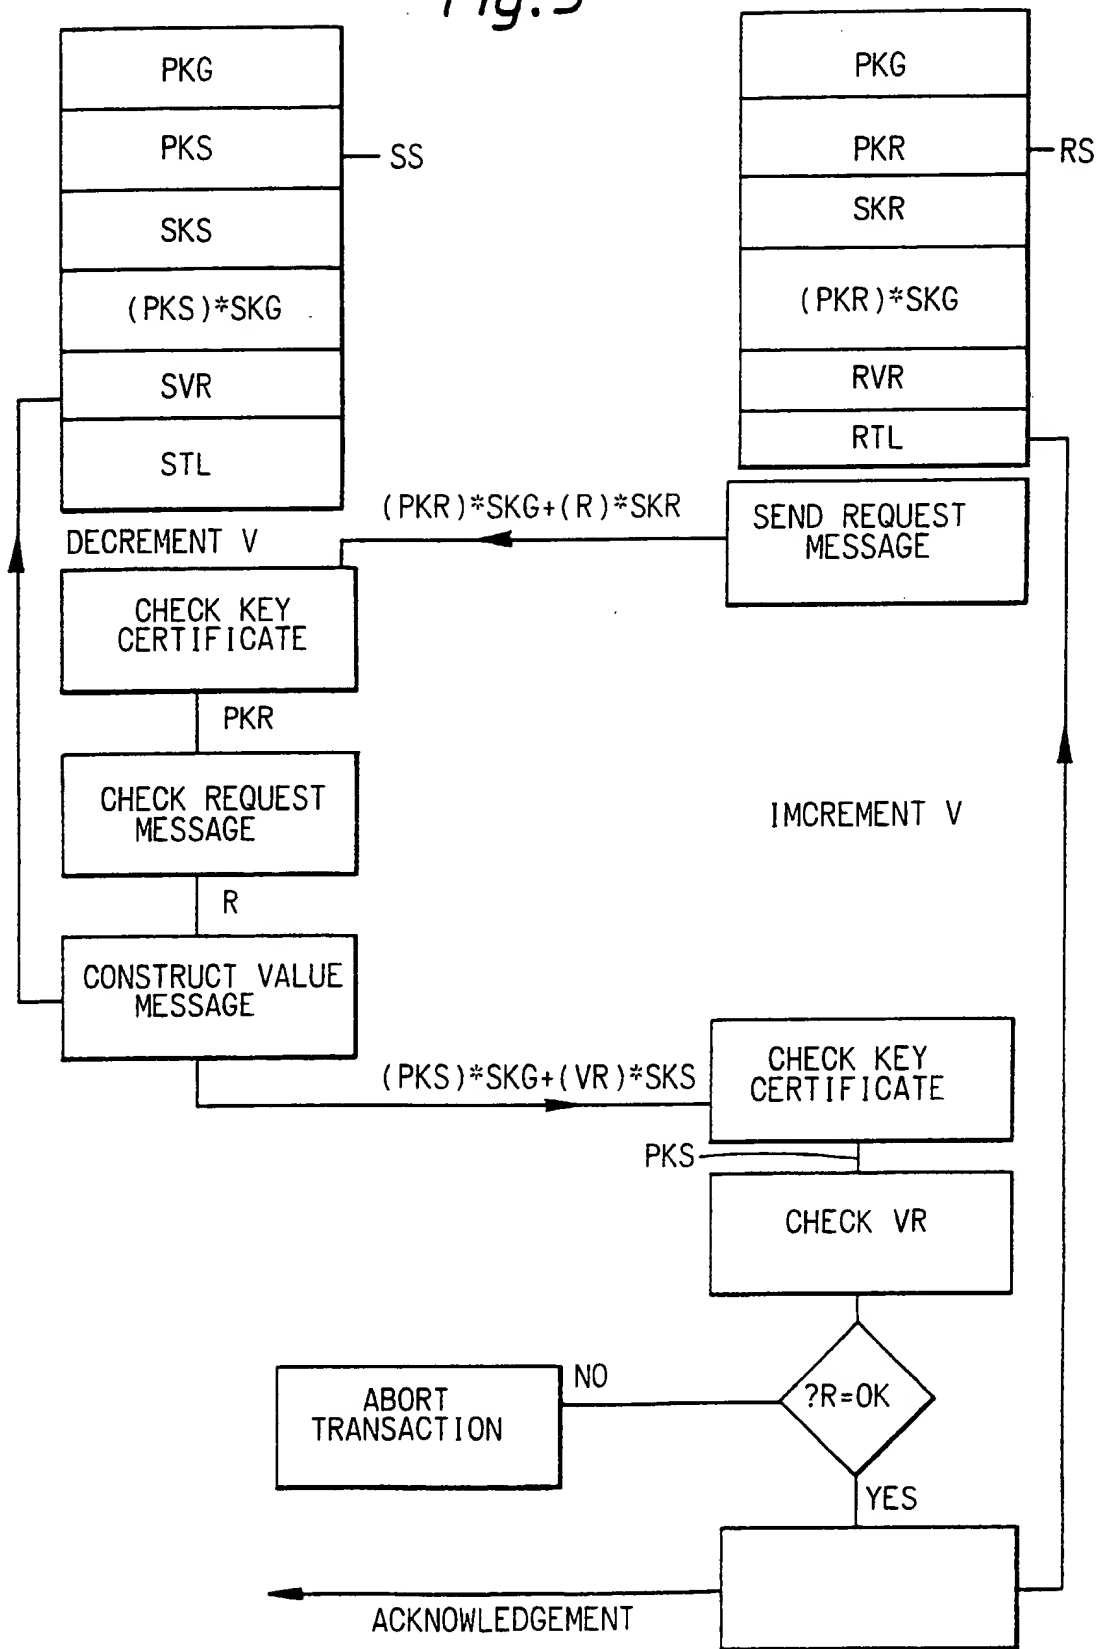 Fig. 5
PKG
PKS
SS
SKS
(PKS)*SKG
SVR
STL
PKG
PKR
RS
SKR
(PKR)*SKG
RVR
RTL
(PKR)*SKG+(R)*SKR
SEND REQUEST
MESSAGE
DECREMENT V
CHECK KEY
CERTIFICATE
PKR
CHECK REQUEST
MESSAGE
IMCREMENT V
R
CONSTRUCT VALUE
MESSAGE
(PKS)*SKG+(VR)*SKS
CHECK KEY
CERTIFICATE
PKS
CHECK VR
?R=OK
NO
ABORT
TRANSACTION
YES
ACKNOWLEDGEMENT